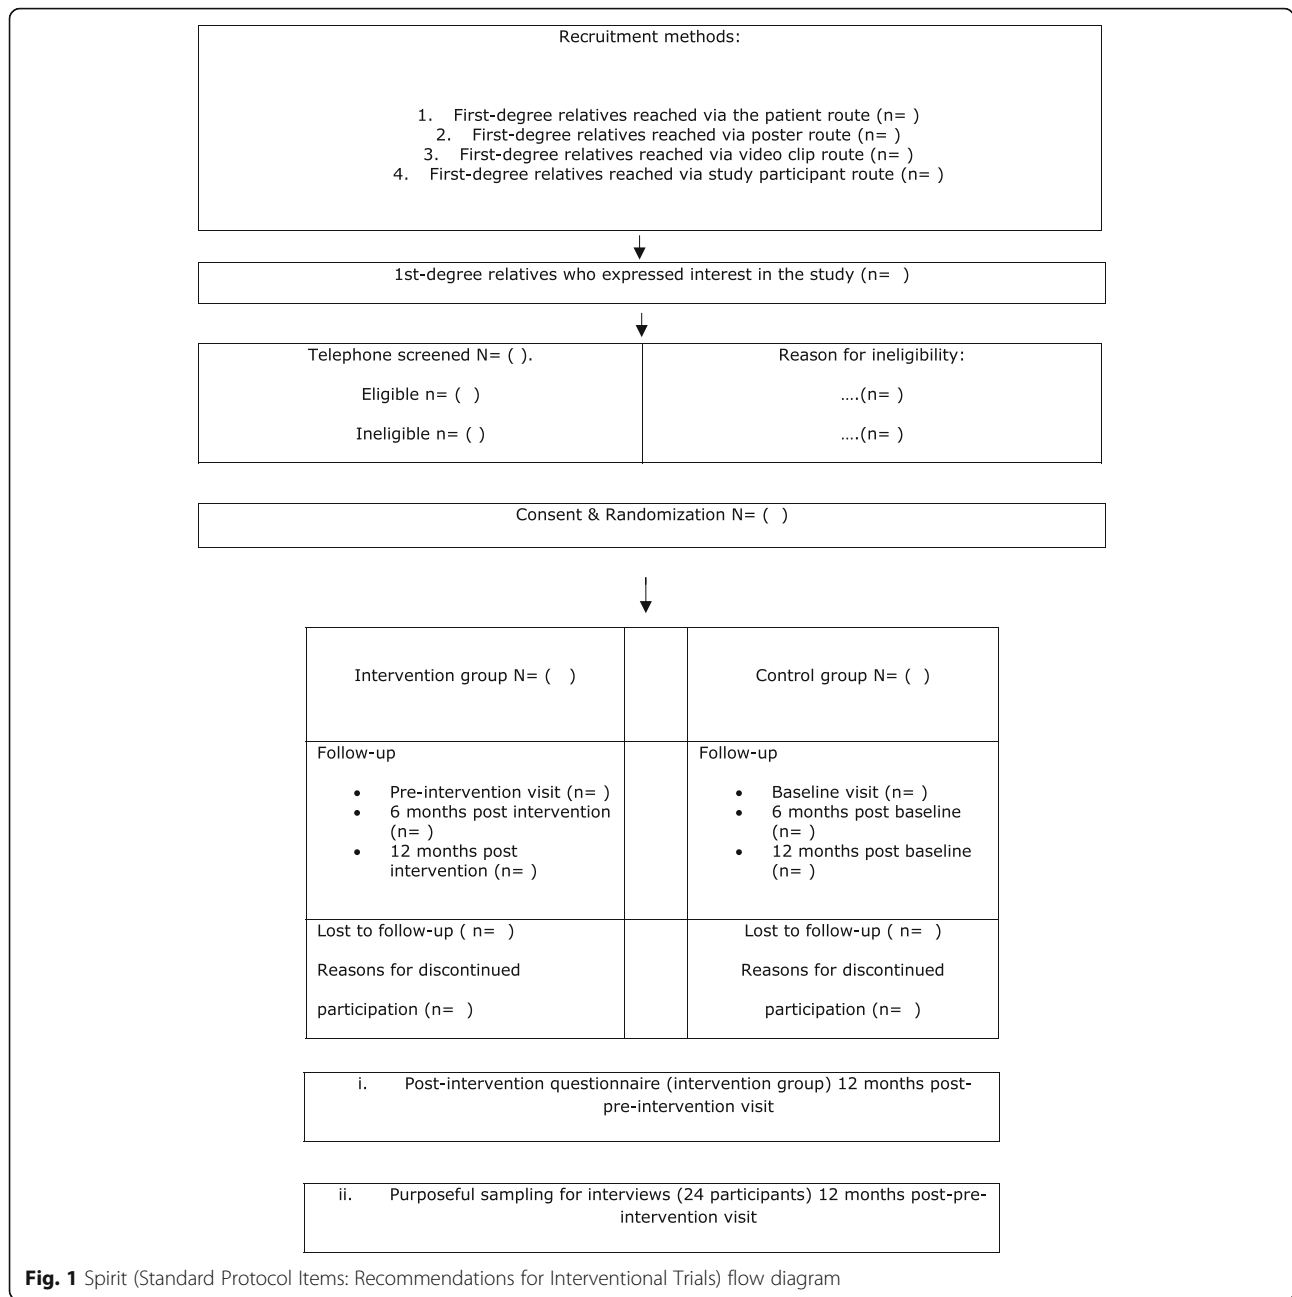 Recruitment methods:
1. First-degree relatives reached via the patient route (n= )
2. First-degree relatives reached via poster route (n= )
3. First-degree relatives reached via video clip route (n= )
4. First-degree relatives reached via study participant route (n= )
1st-degree relatives who expressed interest in the study (n=  )
Telephone screened N= ( ).
Eligible n= (  )
Ineligible n= ( )
Reason for ineligibility:
....(n= )
....(n= )
Consent & Randomization N= (  )
Intervention group N= (   )
Control group N= (  )
Follow-up
• Pre-intervention visit (n= )
• 6 months post intervention
(n= )
• 12 months post
intervention (n= )
Follow-up
• Baseline visit (n= )
• 6 months post baseline
(n= )
• 12 months post baseline
(n= )
Lost to follow-up ( n=  )
Reasons for discontinued
participation (n=  )
Lost to follow-up ( n=  )
Reasons for discontinued
participation (n=  )
i. Post-intervention questionnaire (intervention group) 12 months post-
pre-intervention visit
ii. Purposeful sampling for interviews (24 participants) 12 months post-pre-
intervention visit
Fig. 1 Spirit (Standard Protocol Items: Recommendations for Interventional Trials) flow diagram